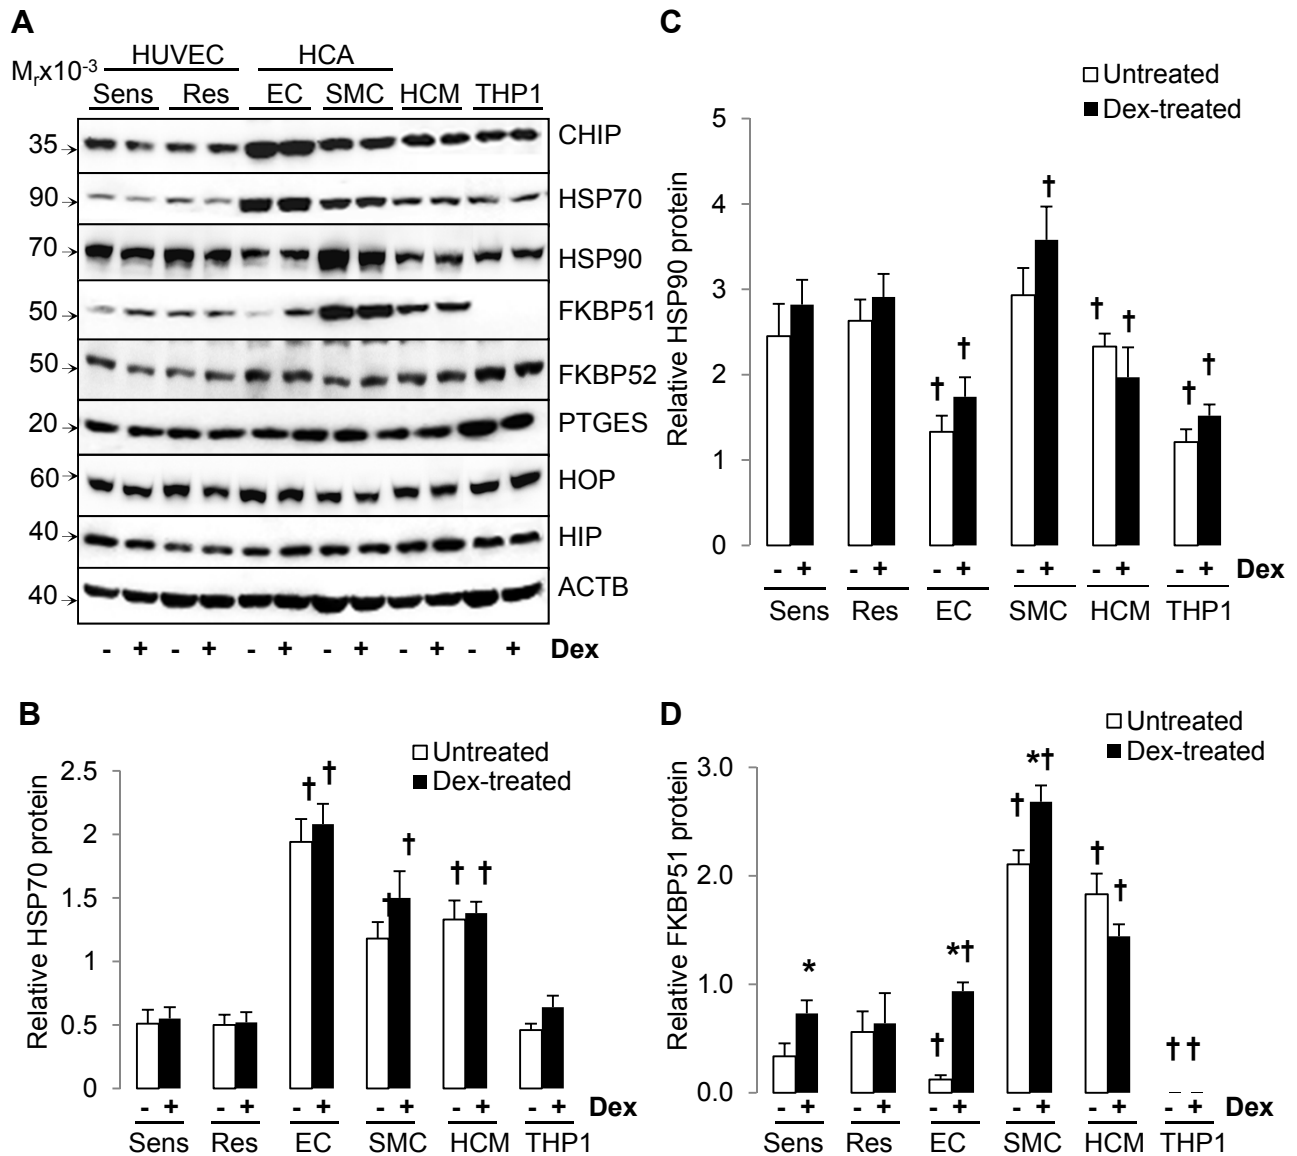 A
HUVEC HCA
Mrx10-3
Sens Res EC SMC HCM THP1
35 CHIP
90 HSP70
70 HSP90
50 FKBP51
50 FKBP52
20 PTGES
60 HOP
40 HIP
40 ACTB
- + - + - + - + - + - + Dex
B
Untreated
Dex-treated
Relative HSP70 protein
2.5
2
1.5
1
0.5
0
† † † † † †
- + - + - + - + - + - + Dex
Sens Res EC SMC HCM THP1
C
Untreated
Dex-treated
Relative HSP90 protein
5
4
3
2
1
0
† † † † † † †
- + - + - + - + - + - + Dex
Sens Res EC SMC HCM THP1
D
Untreated
Dex-treated
Relative FKBP51 protein
3.0
2.0
1.0
0.0
* † *† † *† † † † †
- + - + - + - + - + - + Dex
Sens Res EC SMC HCM THP1